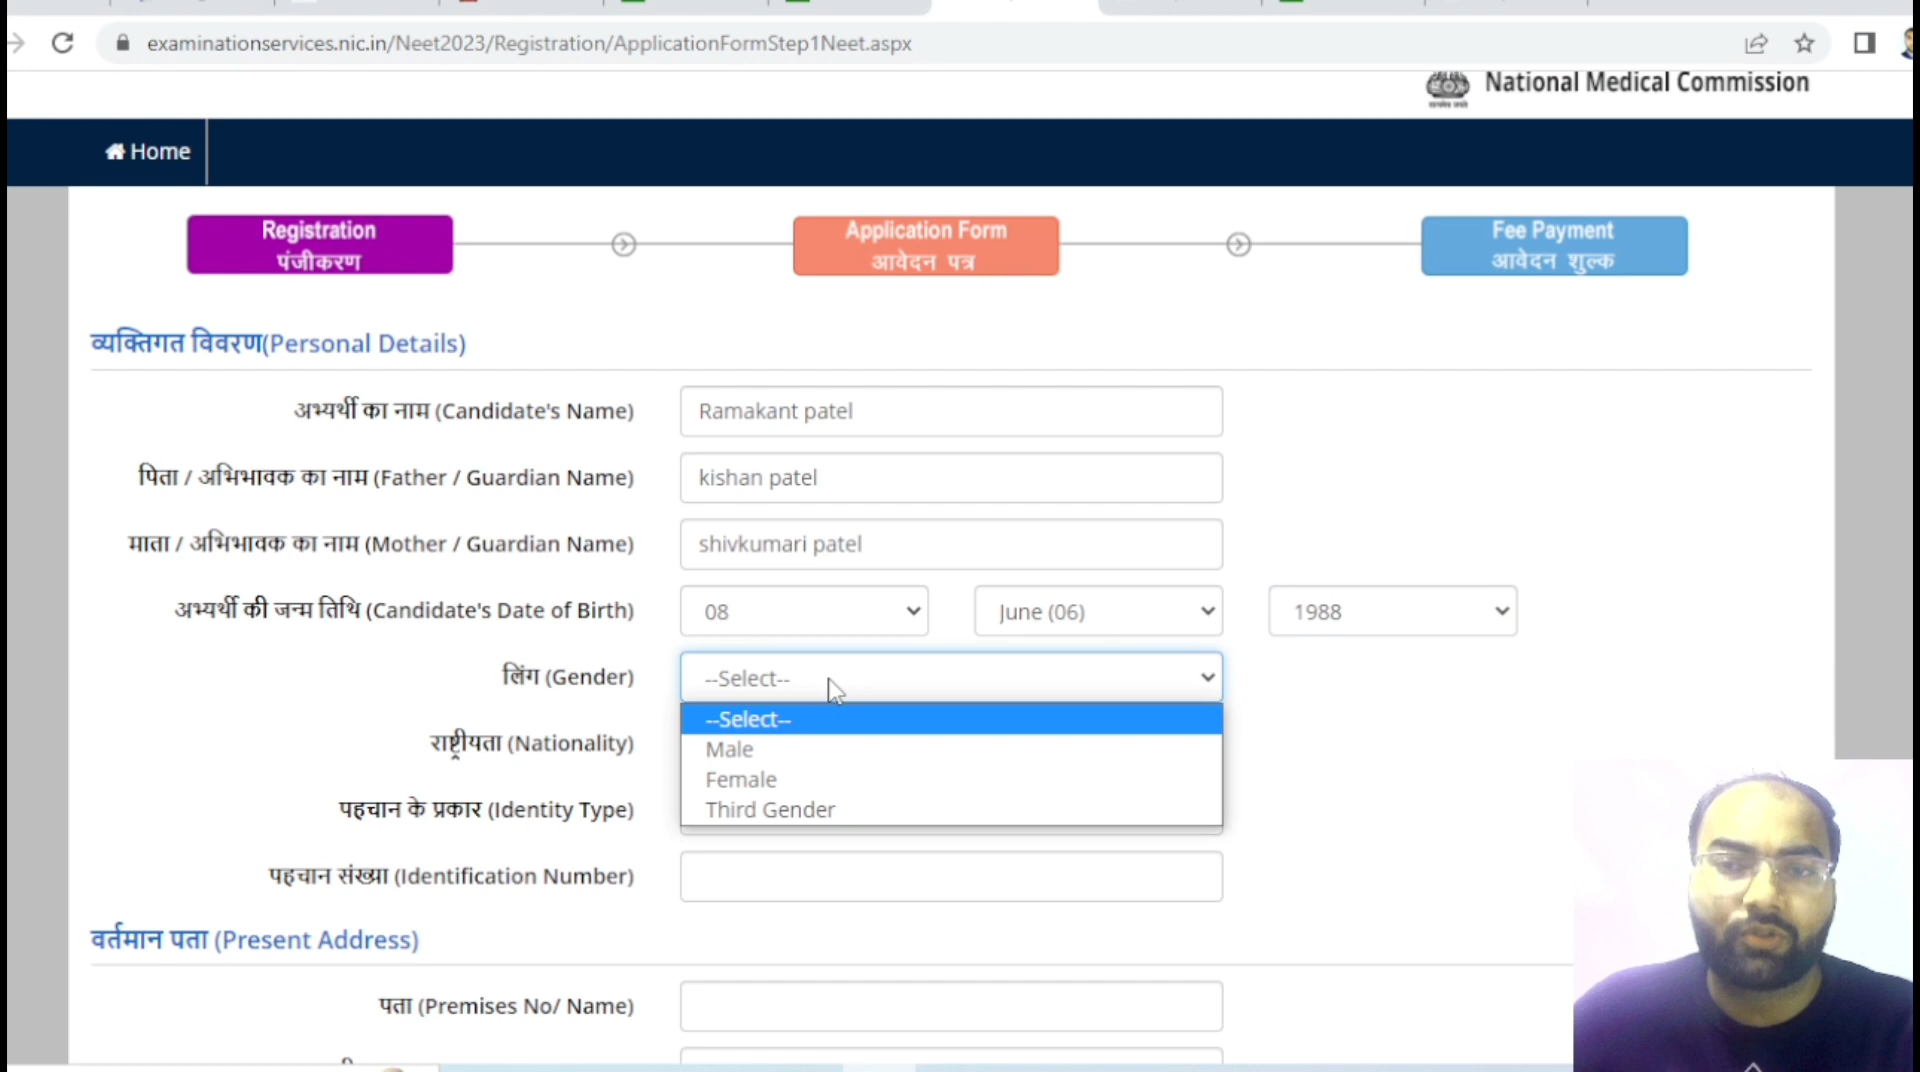 examinationservices.nic.in/Neet2023/Registration/ApplicationFormStep1Neet.aspx
National Medical Commission
Home
Registration
पंजीकरण
Application Form
आवेदन पत्र
Fee Payment
आवेदन शुल्क
व्यक्तिगत विवरण(Personal Details)
अभ्यर्थी का नाम (Candidate's Name) Ramakant patel
पिता / अभिभावक का नाम (Father / Guardian Name) kishan patel
माता / अभिभावक का नाम (Mother / Guardian Name) shivkumari patel
अभ्यर्थी की जन्म तिथि (Candidate's Date of Birth) 08 June (06) 1988
लिंग (Gender) --Select--
--Select--
राष्ट्रीयता (Nationality) Male
Female
पहचान के प्रकार (Identity Type) Third Gender
पहचान संख्या (Identification Number)
वर्तमान पता (Present Address)
पता (Premises No/ Name)